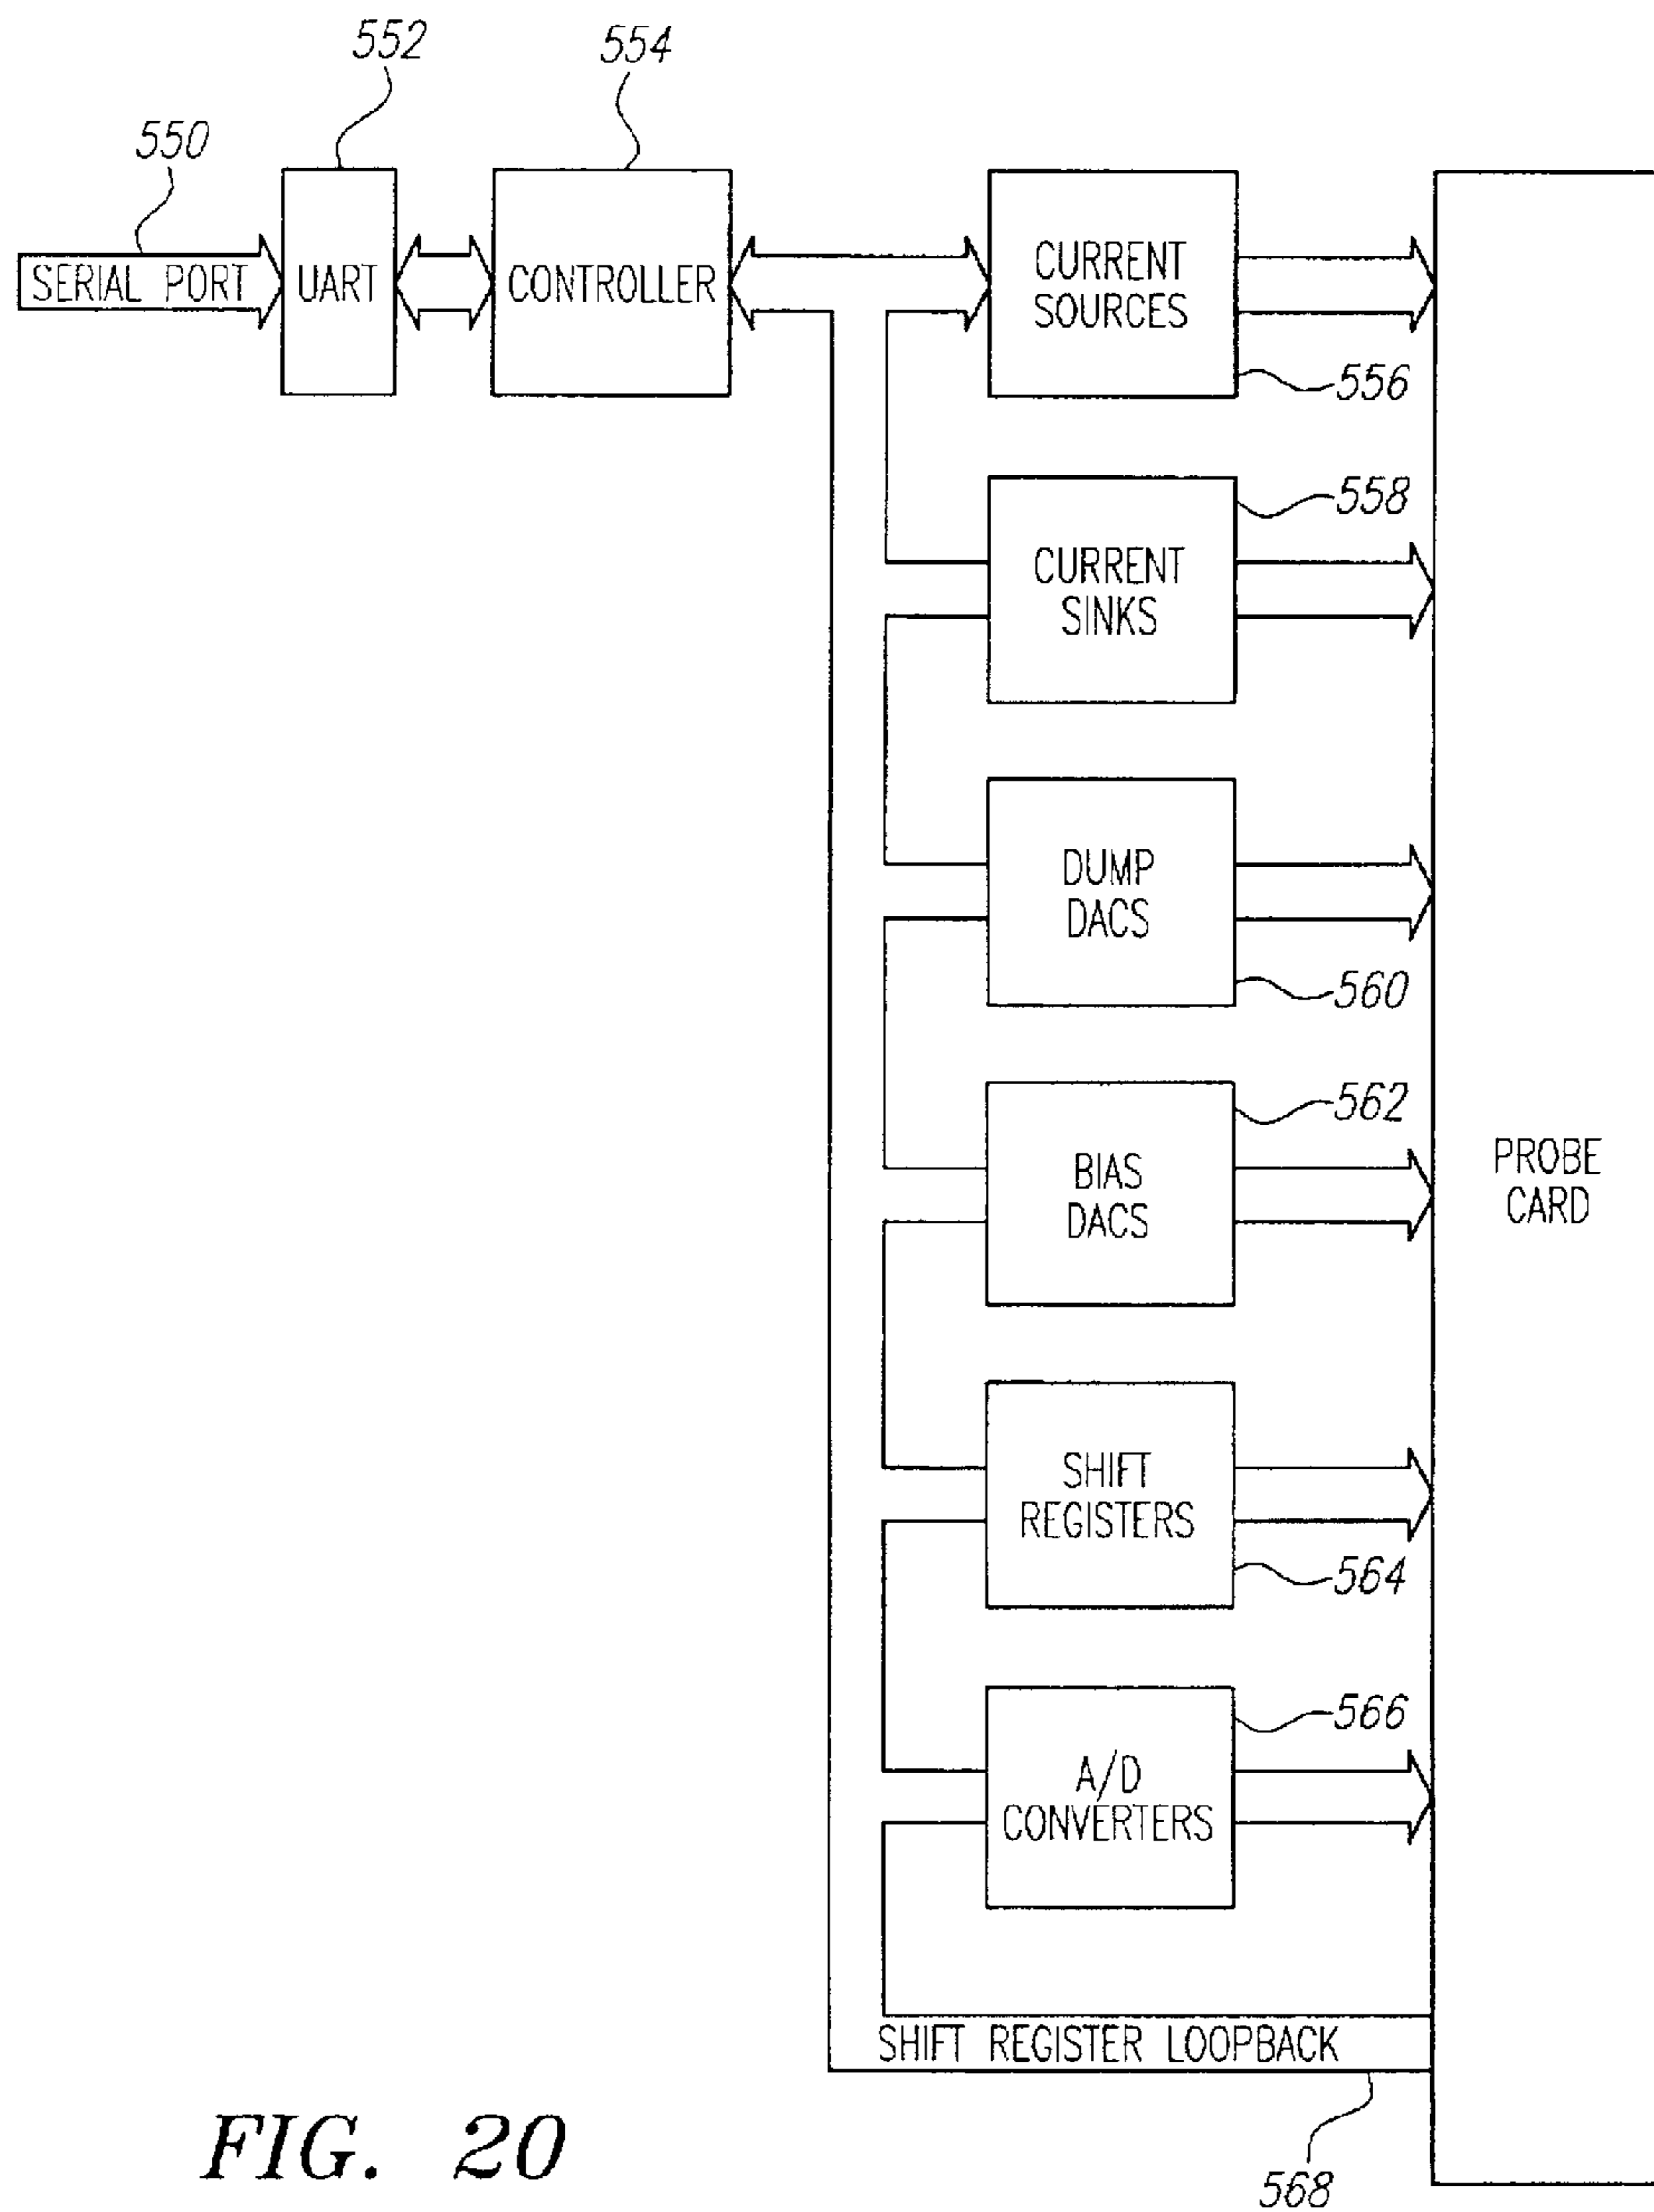 552
554
550
SERIAL PORT
UART
CONTROLLER
CURRENT
SOURCES
556
558
CURRENT
SINKS
DUMP
DACS
560
562
BIAS
DACS
PROBE
CARD
SHIFT
REGISTERS
564
566
A/D
CONVERTERS
SHIFT REGISTER LOOPBACK
568
FIG. 20